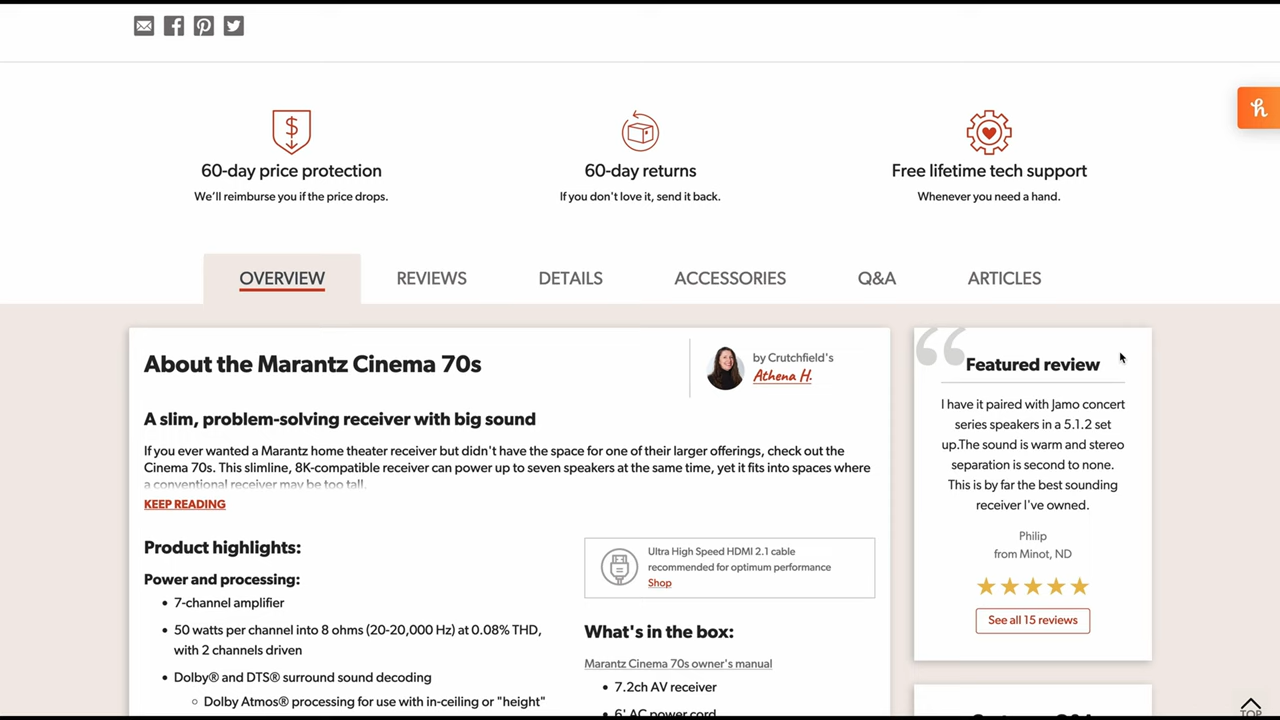 60-day price protection
We'll reimburse you if the price drops.
60-day returns
If you don't love it, send it back.
Free lifetime tech support
Whenever you need a hand.
OVERVIEW
REVIEWS
DETAILS
ACCESSORIES
Q&A
ARTICLES
About the Marantz Cinema 70s
by Crutchfield's
Athena H.
A slim, problem-solving receiver with big sound
If you ever wanted a Marantz home theater receiver but didn't have the space for one of their larger offerings, check out the
Cinema 70s. This slimline, 8K-compatible receiver can power up to seven speakers at the same time, yet it fits into spaces where
a conventional receiver may be too tall.
KEEP READING
Product highlights:
Power and processing:
• 7-channel amplifier
• 50 watts per channel into 8 ohms (20-20,000 Hz) at 0.08% THD,
with 2 channels driven
• Dolby® and DTS® surround sound decoding
○ Dolby Atmos® processing for use with in-ceiling or "height"
Ultra High Speed HDMI 2.1 cable
recommended for optimum performance
Shop
What's in the box:
Marantz Cinema 70s owner's manual
• 7.2ch AV receiver
• 6' AC power cord
Featured review
I have it paired with Jamo concert
series speakers in a 5.1.2 set
up.The sound is warm and stereo
separation is second to none.
This is by far the best sounding
receiver I've owned.
Philip
from Minot, ND
See all 15 reviews
TOP